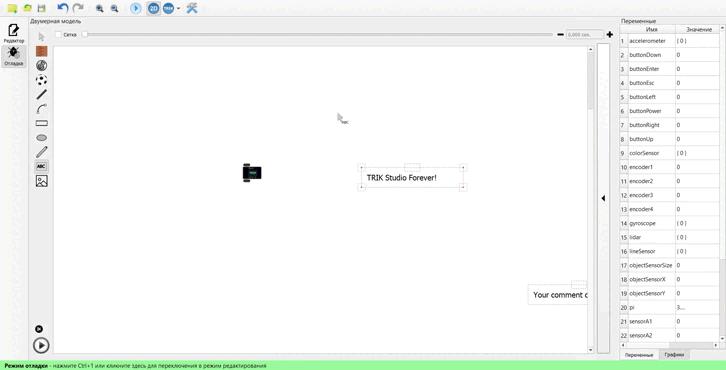 2D
TRIK
Двумерная модель
Переменные
Редактор
Отладка
Сетка
0,000 сек.
Имя Значение
1 accelerometer ( 0 )
2 buttonDown 0
3 buttonEnter 0
4 buttonEsc 0
5 buttonLeft 0
6 buttonPower 0
7 buttonRight 0
8 buttonUp 0
9 colorSensor ( 0 )
10 encoder1 0
11 encoder2 0
12 encoder3 0
13 encoder4 0
14 gyroscope ( 0 )
15 lidar ( 0 )
16 lineSensor ( 0 )
17 objectSensorSize 0
18 objectSensorX 0
19 objectSensorY 0
20 pi 3....
21 sensorA1 0
22 sensorA2 0
ABC
ABC
TRIK Studio Forever!
Your comment
Переменные Графики
Режим отладки - нажмите Ctrl+1 или кликните здесь для переключения в режим редактирования